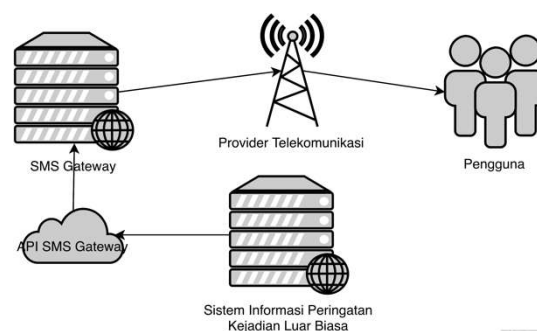 SMS Gateway
Provider Telekomunikasi
Pengguna
API SMS Gateway
Sistem Informasi Peringatan
Kejadian Luar Biasa